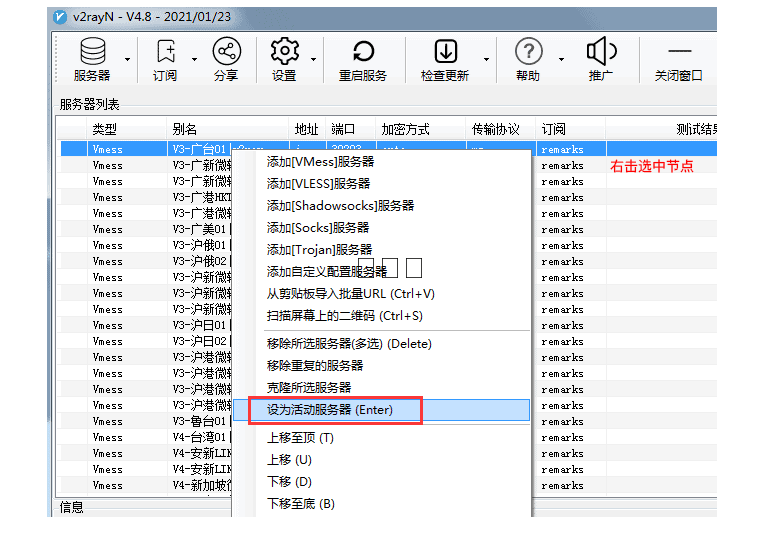 v2rayN - V4.8 - 2021/01/23
服务器 订阅 分享 设置 重启服务 检查更新 帮助 推广 关闭窗口
服务器列表
类型 别名 地址 端口 加密方式 传输协议 订阅 测试结
Vmess V3-广台01 remarks
Vmess V3-广新微 remarks 右击选中节点
Vmess V3-广新微 remarks
Vmess V3-广港HKT remarks
Vmess V3-广港微 remarks
Vmess V3-广美01 remarks
Vmess V3-沪俄01 remarks
Vmess V3-沪俄02 remarks
Vmess V3-沪新微 remarks
Vmess V3-沪新微 remarks
Vmess V3-沪新微 remarks
Vmess V3-沪日01 remarks
Vmess V3-沪日02 remarks
Vmess V3-沪港微 remarks
Vmess V3-沪港微 remarks
Vmess V3-沪港微 remarks
Vmess V3-沪港微 remarks
Vmess V3-鲁台01 remarks
Vmess V4-台湾01 remarks
Vmess V4-安新LIN remarks
Vmess V4-安新LIN remarks
Vmess V4-新加坡 remarks
添加[VMess]服务器
添加[VLESS]服务器
添加[Shadowsocks]服务器
添加[Socks]服务器
添加[Trojan]服务器
添加自定义配置服务器
从剪贴板导入批量URL (Ctrl+V)
扫描屏幕上的二维码 (Ctrl+S)
移除所选服务器(多选) (Delete)
移除重复的服务器
克隆所选服务器
设为活动服务器 (Enter)
上移至顶 (T)
上移 (U)
下移 (D)
下移至底 (B)
信息